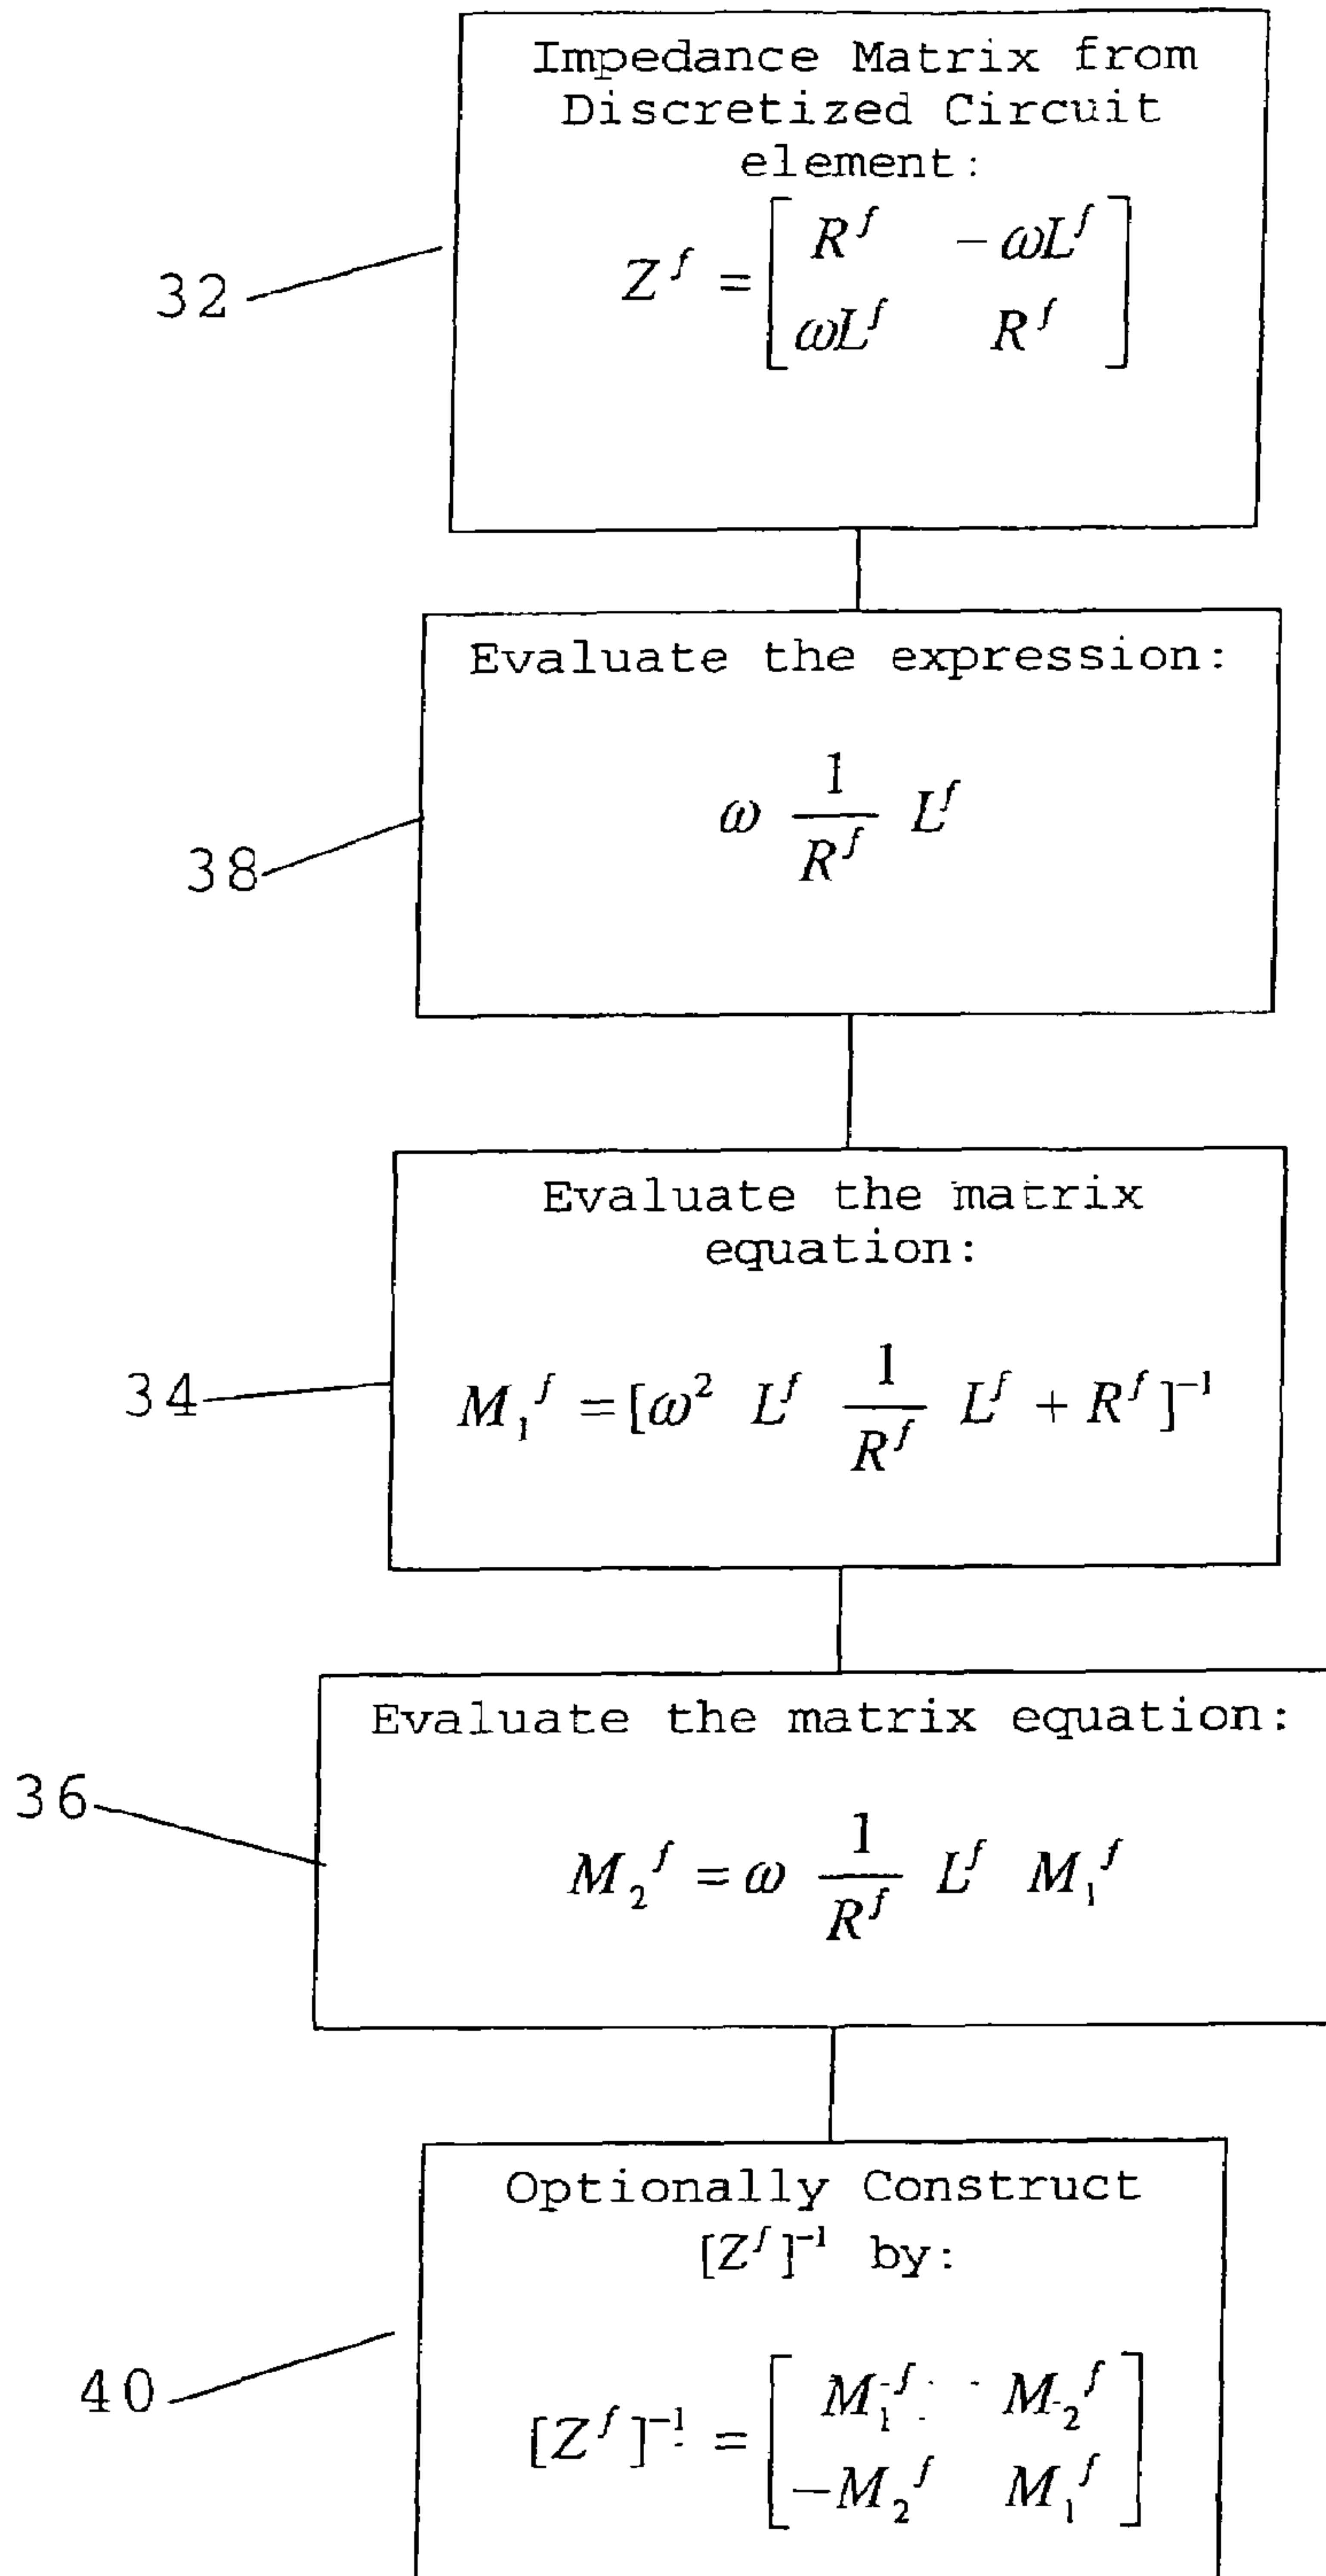 Impedance Matrix from
Discretized Circuit
element:
32
Z^f = [ R^f  -ωL^f ; ωL^f  R^f ]
Evaluate the expression:
38
ω 1/R^f L^f
Evaluate the matrix
equation:
34
M_1^f = [ω^2 L^f 1/R^f L^f + R^f]^-1
Evaluate the matrix equation:
36
M_2^f = ω 1/R^f L^f M_1^f
Optionally Construct
[Z^f]^-1 by:
40
[Z^f]^-1 = [ M_1^f  M_2^f ; -M_2^f  M_1^f ]